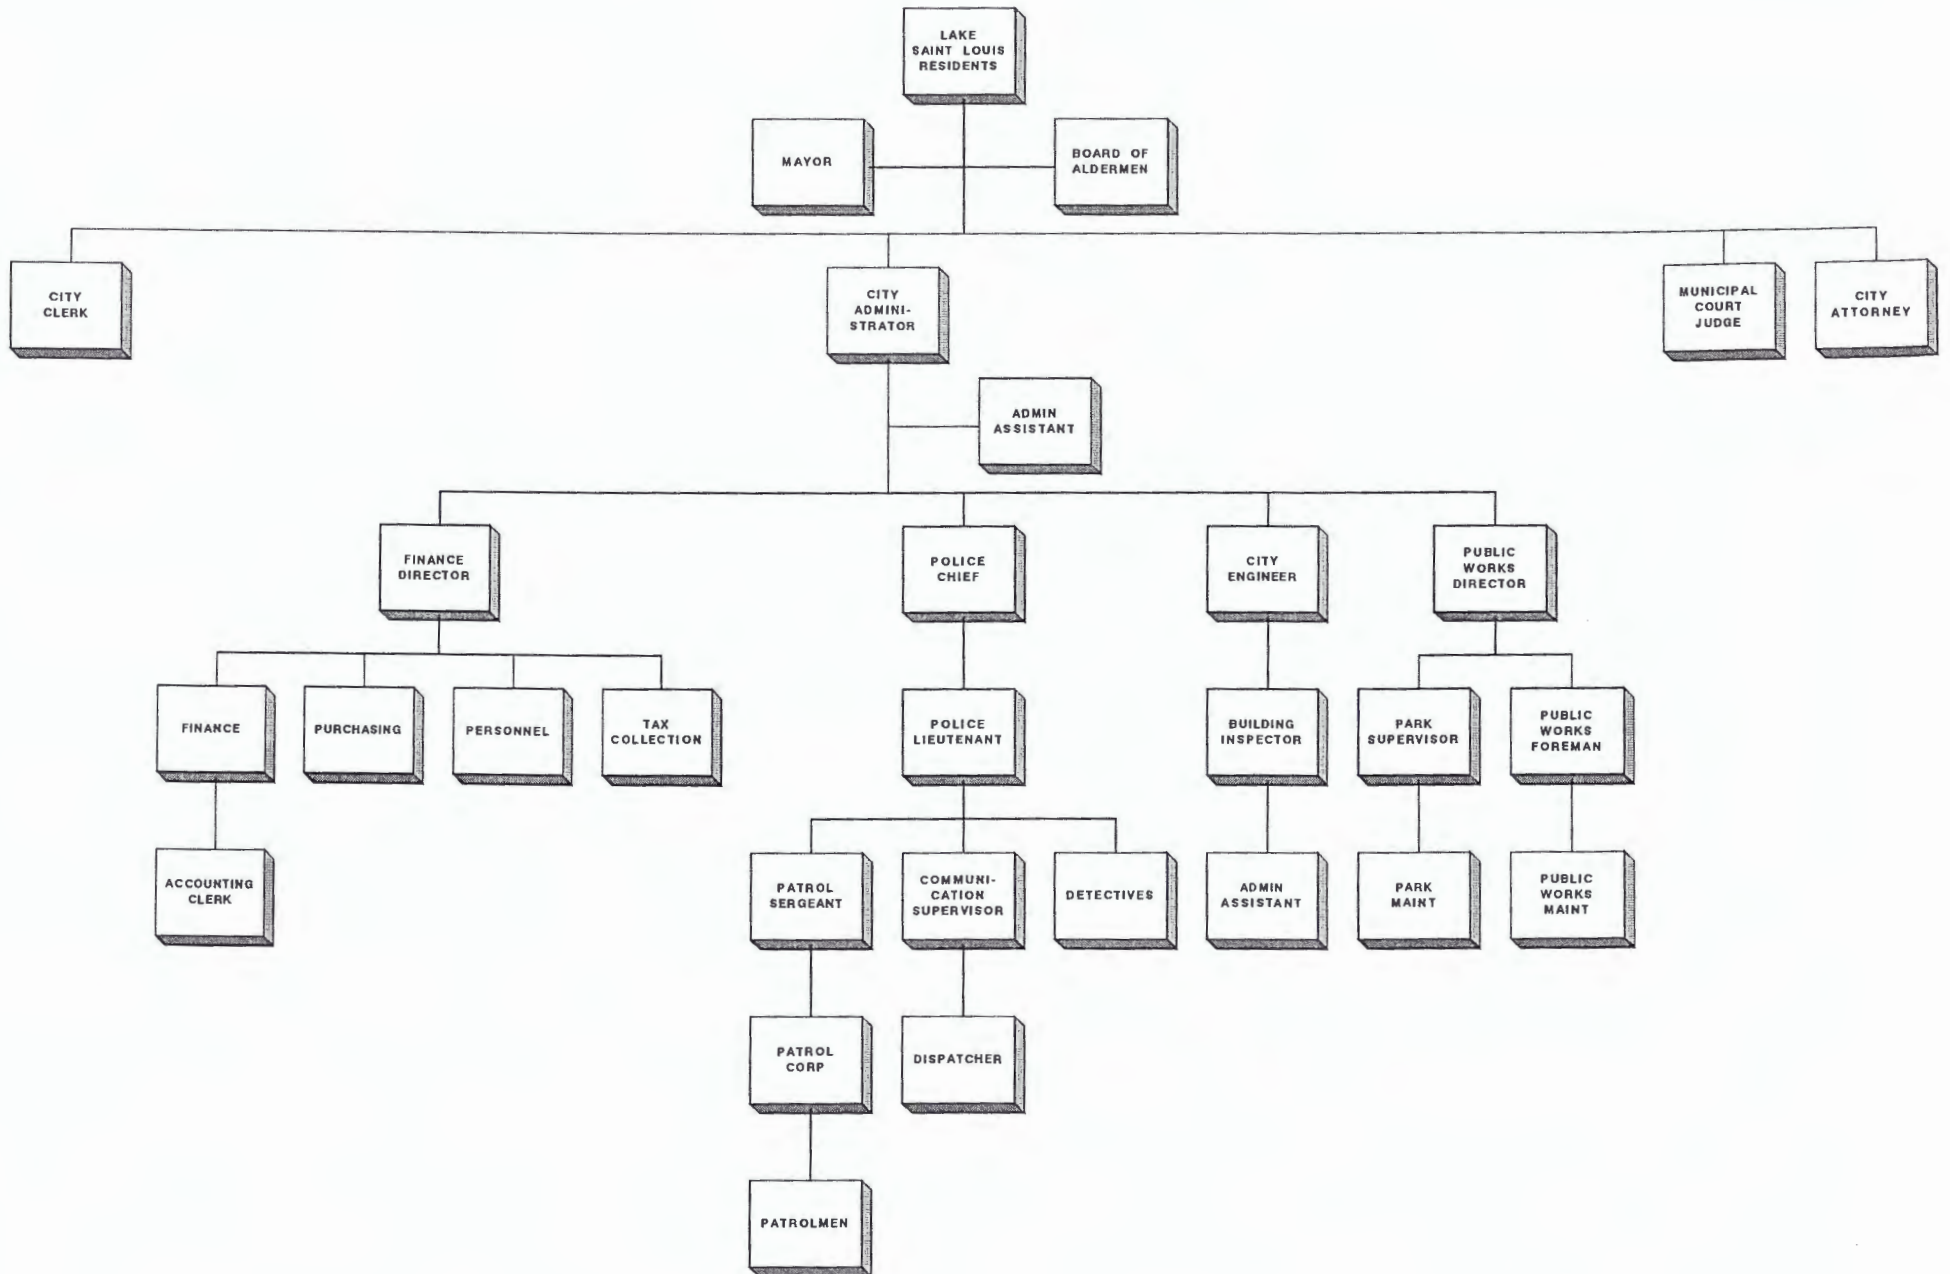 LAKE
SAINT LOUIS
RESIDENTS
MAYOR
BOARD OF
ALDERMEN
CITY
CLERK
CITY
ADMINI-
STRATOR
MUNICIPAL
COURT
JUDGE
CITY
ATTORNEY
ADMIN
ASSISTANT
FINANCE
DIRECTOR
POLICE
CHIEF
CITY
ENGINEER
PUBLIC
WORKS
DIRECTOR
FINANCE
PURCHASING
PERSONNEL
TAX
COLLECTION
POLICE
LIEUTENANT
BUILDING
INSPECTOR
PARK
SUPERVISOR
PUBLIC
WORKS
FOREMAN
ACCOUNTING
CLERK
PATROL
SERGEANT
COMMUNI-
CATION
SUPERVISOR
DETECTIVES
ADMIN
ASSISTANT
PARK
MAINT
PUBLIC
WORKS
MAINT
PATROL
CORP
DISPATCHER
PATROLMEN